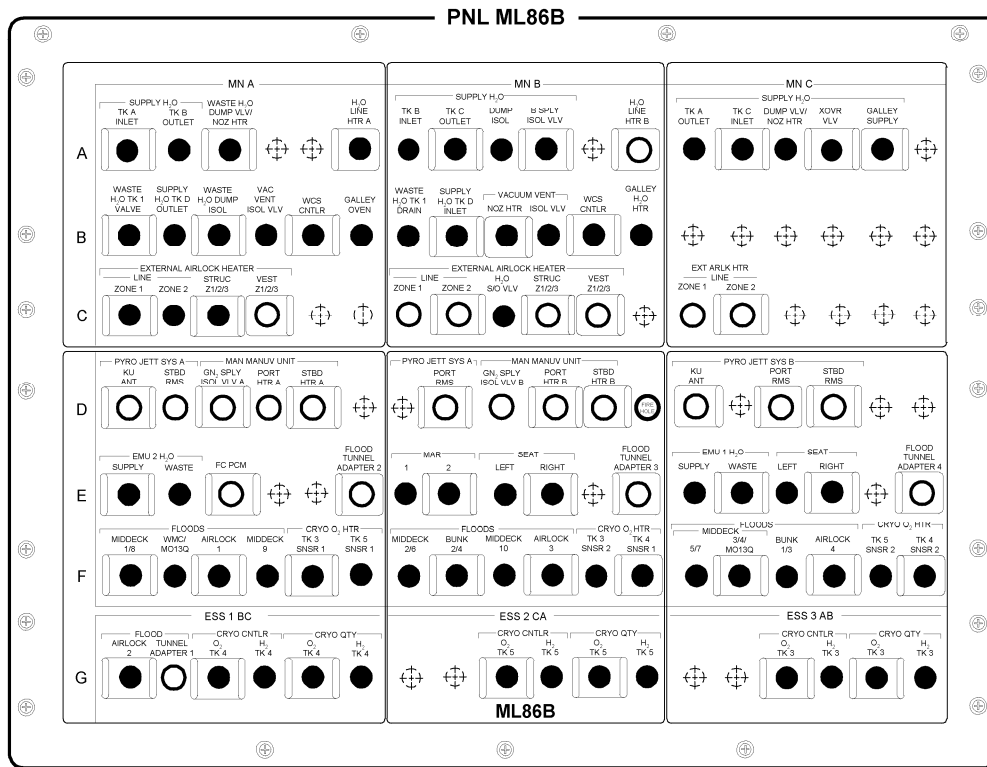 PNL ML86B
MN A MN B MN C
SUPPLY H2O WASTE H2O DUMP VLV/ NOZ HTR H2O LINE HTR A
TK A INLET TK B OUTLET
SUPPLY H2O H2O LINE HTR B
TK B INLET TK C OUTLET DUMP ISOL B SPLY ISOL VLV
SUPPLY H2O
TK A OUTLET TK C INLET DUMP VLV/ NOZ HTR XOVR VLV GALLEY SUPPLY
A
WASTE H2O TK 1 VALVE SUPPLY H2O TK D OUTLET WASTE H2O DUMP ISOL VAC VENT ISOL VLV WCS CNTLR GALLEY OVEN
WASTE H2O TK 1 DRAIN SUPPLY H2O TK D INLET VACUUM VENT NOZ HTR ISOL VLV WCS CNTLR GALLEY H2O HTR
B
EXTERNAL AIRLOCK HEATER
LINE STRUC Z1/2/3 VEST Z1/2/3
ZONE 1 ZONE 2
EXTERNAL AIRLOCK HEATER
LINE H2O S/O VLV STRUC Z1/2/3 VEST Z1/2/3
ZONE 1 ZONE 2
EXT ARLK HTR
LINE
ZONE 1 ZONE 2
C
PYRO JETT SYS A MAN MANUV UNIT
KU ANT STBD RMS GN2 SPLY ISOL VLV A PORT HTR A STBD HTR A
PYRO JETT SYS A MAN MANUV UNIT
PORT RMS GN2 SPLY ISOL VLV B PORT HTR B STBD HTR B FIRE HOLE
PYRO JETT SYS B
KU ANT PORT RMS STBD RMS
D
EMU 2 H2O FLOOD TUNNEL ADAPTER 2
SUPPLY WASTE FC PCM
MAR SEAT FLOOD TUNNEL ADAPTER 3
1 2 LEFT RIGHT
EMU 1 H2O SEAT FLOOD TUNNEL ADAPTER 4
SUPPLY WASTE LEFT RIGHT
E
FLOODS CRYO O2 HTR
MIDDECK 1/8 WMC/ MO13Q AIRLOCK 1 MIDDECK 9 TK 3 SNSR 1 TK 5 SNSR 1
FLOODS CRYO O2 HTR
MIDDECK 2/6 BUNK 2/4 MIDDECK 10 AIRLOCK 3 TK 3 SNSR 2 TK 4 SNSR 1
FLOODS CRYO O2 HTR
MIDDECK 5/7 3/4/ MO13Q BUNK 1/3 AIRLOCK 4 TK 5 SNSR 2 TK 4 SNSR 2
F
ESS 1 BC ESS 2 CA ESS 3 AB
FLOOD CRYO CNTLR CRYO QTY
AIRLOCK 2 TUNNEL ADAPTER 1 O2 TK 4 H2 TK 4 O2 TK 4 H2 TK 4
CRYO CNTLR CRYO QTY
O2 TK 5 H2 TK 5 O2 TK 5 H2 TK 5
CRYO CNTLR CRYO QTY
O2 TK 3 H2 TK 3 O2 TK 3 H2 TK 3
G
ML86B